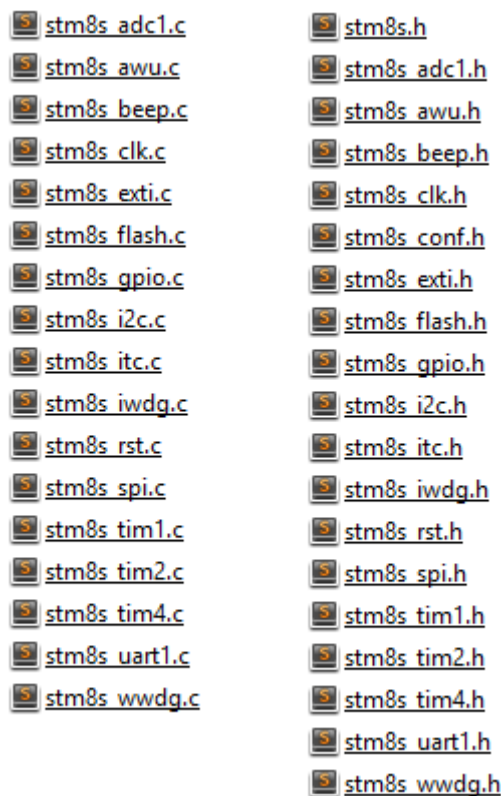 stm8s_adc1.c
stm8s_awu.c
stm8s_beep.c
stm8s_clk.c
stm8s_exti.c
stm8s_flash.c
stm8s_gpio.c
stm8s_i2c.c
stm8s_itc.c
stm8s_iwdg.c
stm8s_rst.c
stm8s_spi.c
stm8s_tim1.c
stm8s_tim2.c
stm8s_tim4.c
stm8s_uart1.c
stm8s_wwdg.c
stm8s.h
stm8s_adc1.h
stm8s_awu.h
stm8s_beep.h
stm8s_clk.h
stm8s_conf.h
stm8s_exti.h
stm8s_flash.h
stm8s_gpio.h
stm8s_i2c.h
stm8s_itc.h
stm8s_iwdg.h
stm8s_rst.h
stm8s_spi.h
stm8s_tim1.h
stm8s_tim2.h
stm8s_tim4.h
stm8s_uart1.h
stm8s_wwdg.h